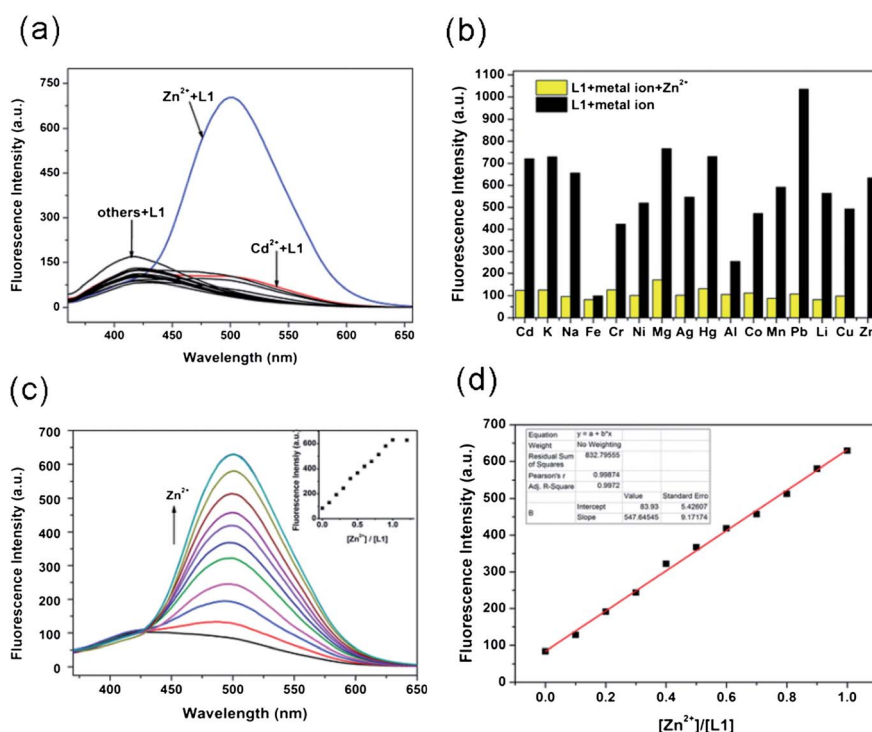 (a)
Fluorescence Intensity (a.u.)
750
600
450
300
150
0
Zn²⁺+L1
others+L1
Cd²⁺+L1
400 450 500 550 600 650
Wavelength (nm)
(b)
Fluorescence Intensity (a.u.)
1100
1000
900
800
700
600
500
400
300
200
100
0
L1+metal ion+Zn²⁺
L1+metal ion
Cd K Na Fe Cr Ni Mg Ag Hg Al Co Mn Pb Li Cu Zn
(c)
Fluorescence Intensity (a.u.)
700
600
500
400
300
200
100
0
Zn²⁺
Fluorescence Inensity (a.u.)
600
400
200
0
0.0 0.5 1.0
[Zn²⁺] / [L1]
400 450 500 550 600 650
Wavelength (nm)
(d)
Fluorescence Intensity (a.u.)
700
600
500
400
300
200
100
0
Equation y = a + b*x
Weight No Weighting
Residual Sum of Squares 832.79555
Pearson's r 0.99874
Adj. R-Square 0.9972
Value Standard Erro
B Intercept 83.93 5.42607
Slope 547.64545 9.17174
0.0 0.2 0.4 0.6 0.8 1.0
[Zn²⁺]/[L1]